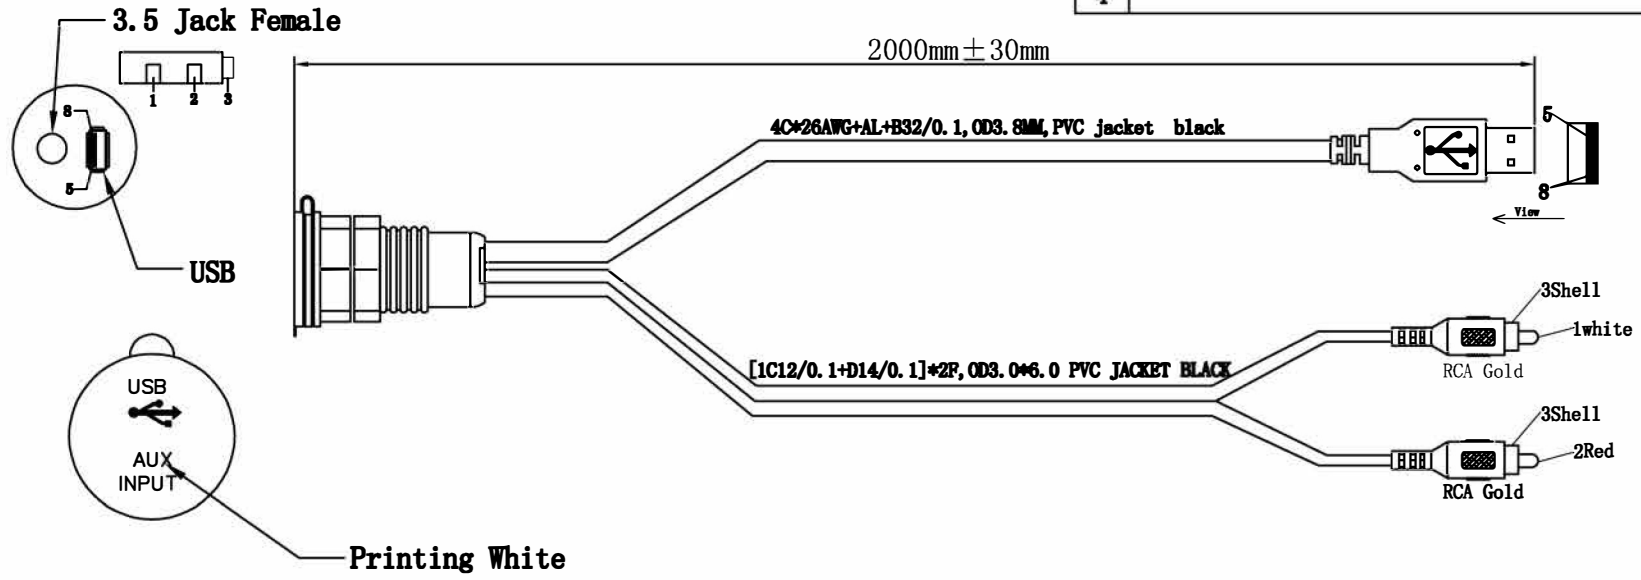 3.5 Jack Female
1 2 3
8
5
USB
2000mm±30mm
4C*26AWG+AL+B32/0.1,OD3.8MM,PVC jacket black
5
8
View
[1C12/0.1+D14/0.1]*2F,OD3.0*6.0 PVC JACKET BLACK
3Shell
1white
RCA Gold
3Shell
2Red
RCA Gold
USB
AUX
INPUT
Printing White